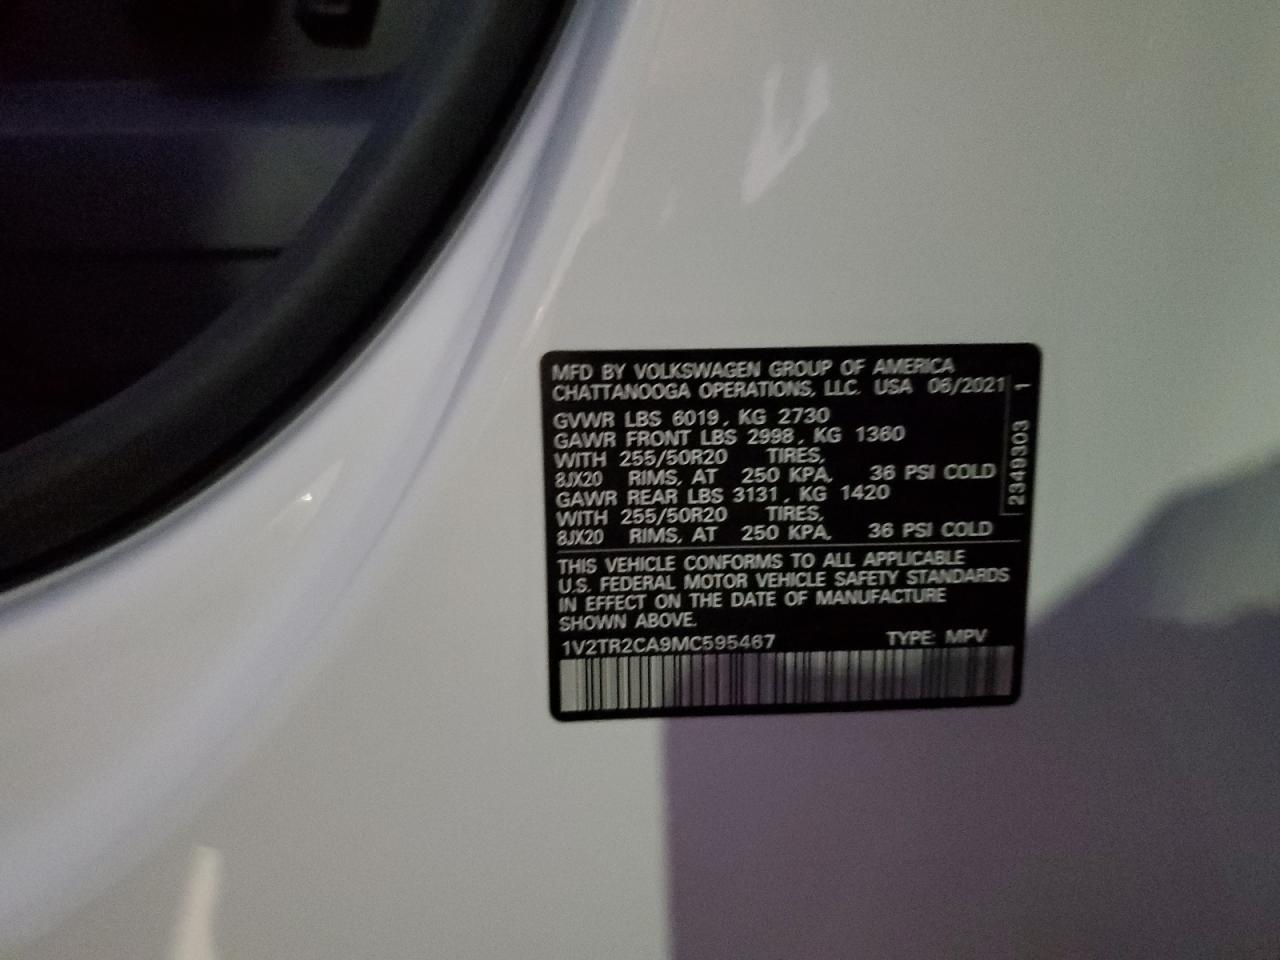 MFD BY VOLKSWAGEN GROUP OF AMERICA
CHATTANOOGA OPERATIONS, LLC. USA 06/2021
GVWR LBS 6019, KG 2730
GAWR FRONT LBS 2998, KG 1360
WITH 255/50R20 TIRES,
8JX20 RIMS, AT 250 KPA, 36 PSI COLD
GAWR REAR LBS 3131, KG 1420
WITH 255/50R20 TIRES,
8JX20 RIMS, AT 250 KPA, 36 PSI COLD
THIS VEHICLE CONFORMS TO ALL APPLICABLE
U.S. FEDERAL MOTOR VEHICLE SAFETY STANDARDS
IN EFFECT ON THE DATE OF MANUFACTURE
SHOWN ABOVE.
1V2TR2CA9MC595467 TYPE: MPV
2349303 1